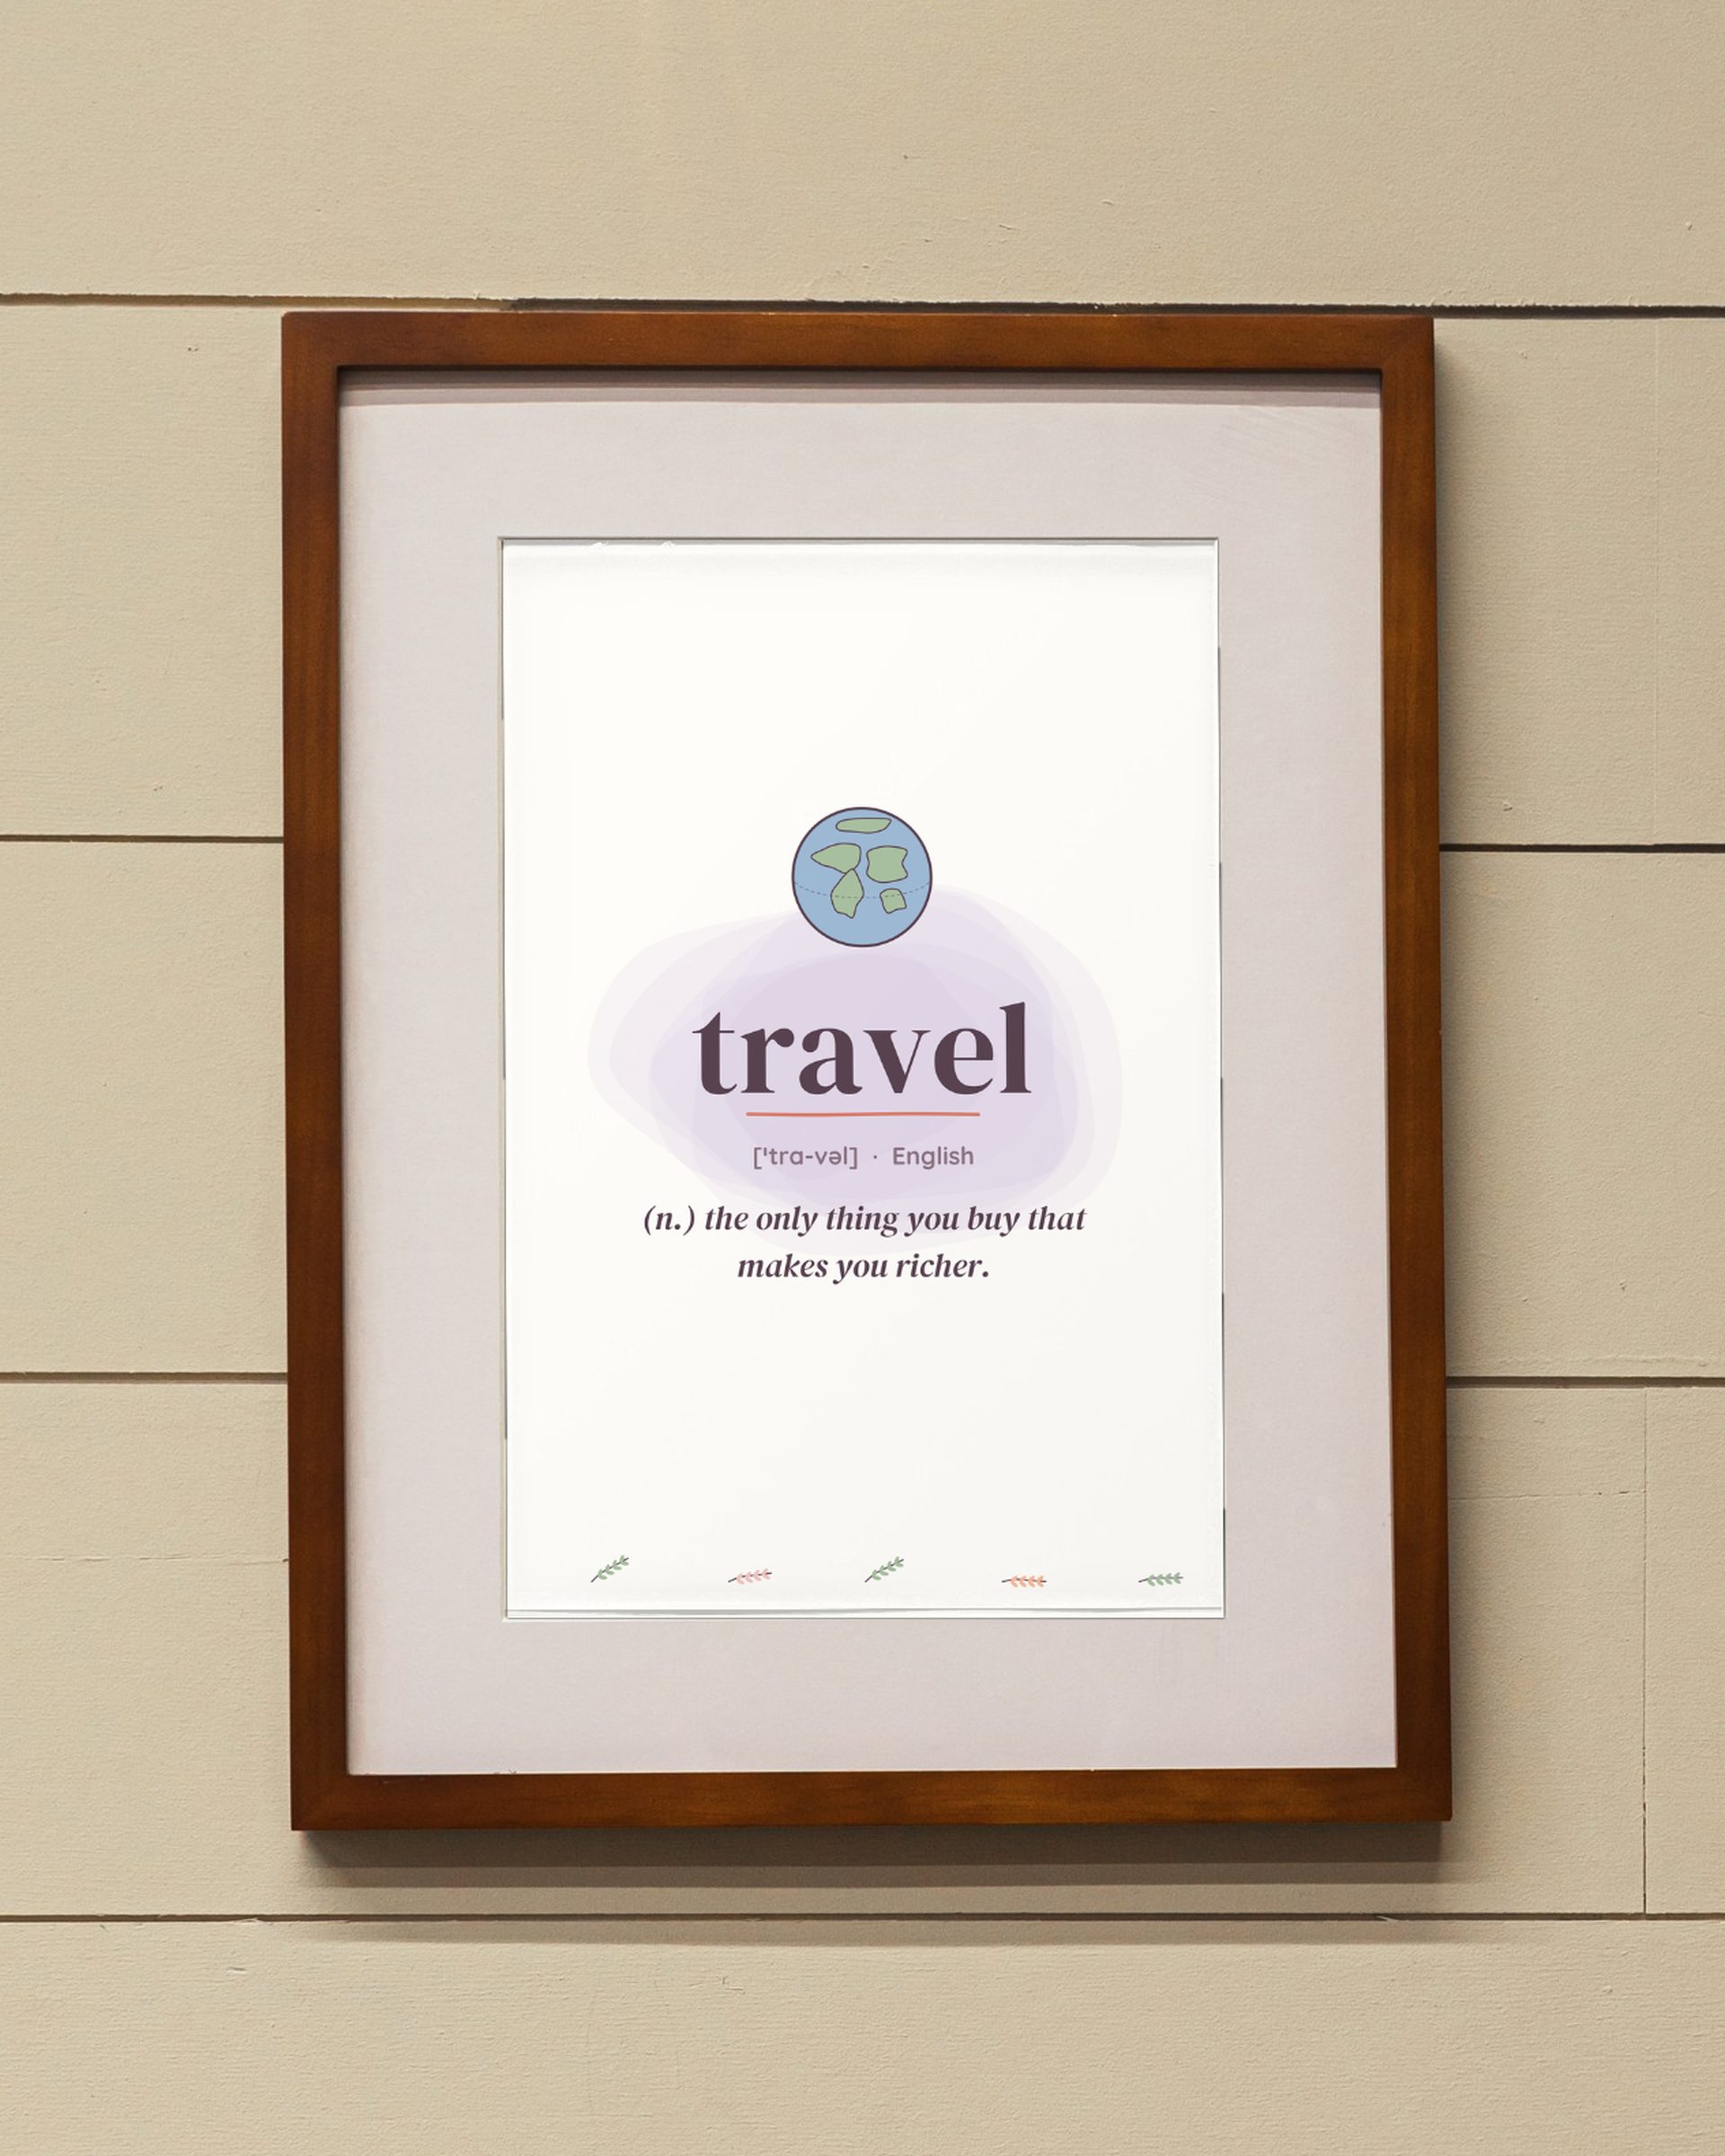 travel
['tra-vəl] · English
(n.) the only thing you buy that
makes you richer.